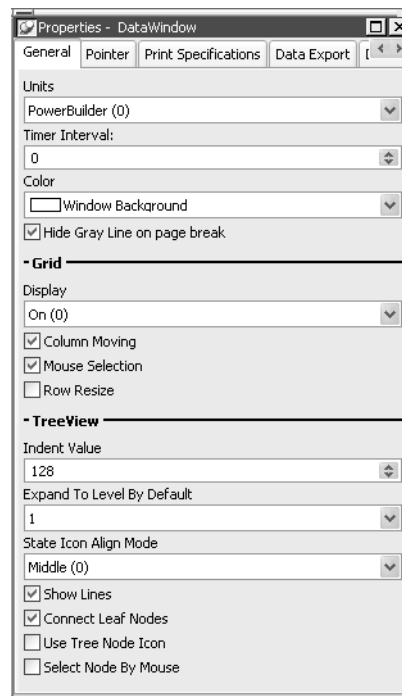 Properties - DataWindow
General Pointer Print Specifications Data Export
Units
PowerBuilder (0)
Timer Interval:
0
Color
Window Background
Hide Gray Line on page break
- Grid
Display
On (0)
Column Moving
Mouse Selection
Row Resize
- TreeView
Indent Value
128
Expand To Level By Default
1
State Icon Align Mode
Middle (0)
Show Lines
Connect Leaf Nodes
Use Tree Node Icon
Select Node By Mouse